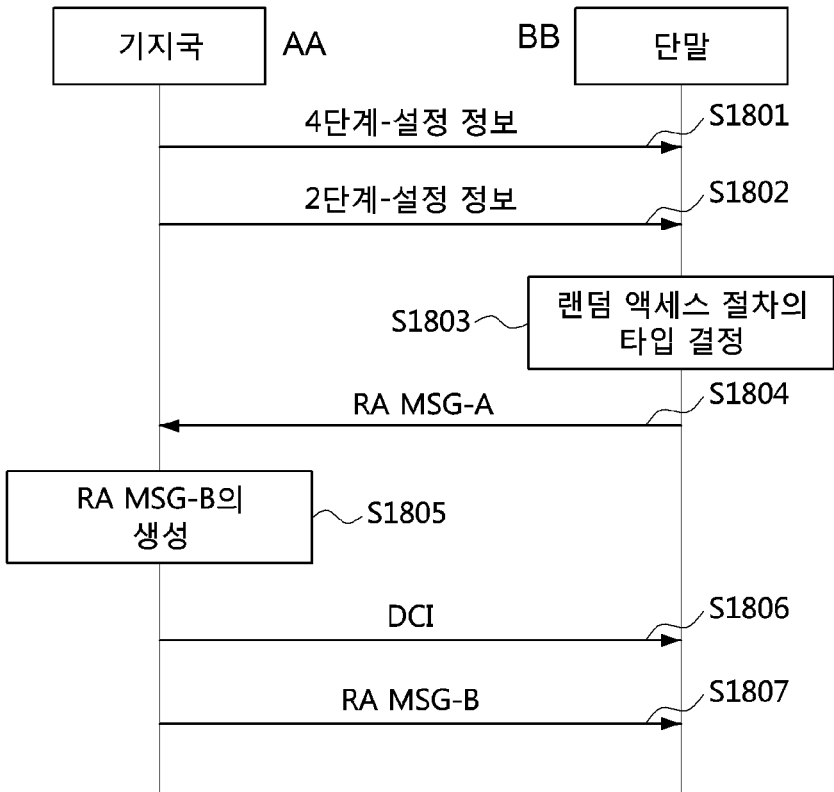 기지국
AA
BB
단말
4단계-설정 정보
S1801
2단계-설정 정보
S1802
랜덤 액세스 절차의
타입 결정
S1803
RA MSG-A
S1804
RA MSG-B의
생성
S1805
DCI
S1806
RA MSG-B
S1807